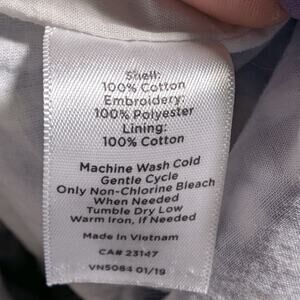 Shell:
100% Cotton
Embroidery:
100% Polyester
Lining:
100% Cotton
Machine Wash Cold
Gentle Cycle
Only Non-Chlorine Bleach
When Needed
Tumble Dry Low
Warm Iron, If Needed
Made In Vietnam
CA# 23147
VN5084 01/19